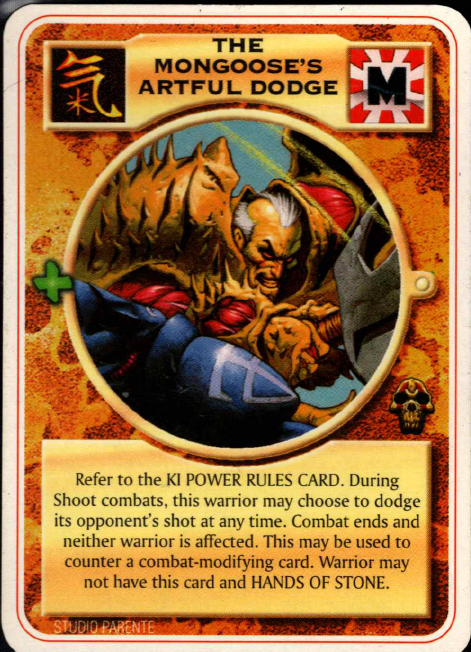 氣
THE
MONGOOSE'S
ARTFUL DODGE
M
Refer to the KI POWER RULES CARD. During
Shoot combats, this warrior may choose to dodge
its opponent's shot at any time. Combat ends and
neither warrior is affected. This may be used to
counter a combat-modifying card. Warrior may
not have this card and HANDS OF STONE.
STUDIO PARENTE